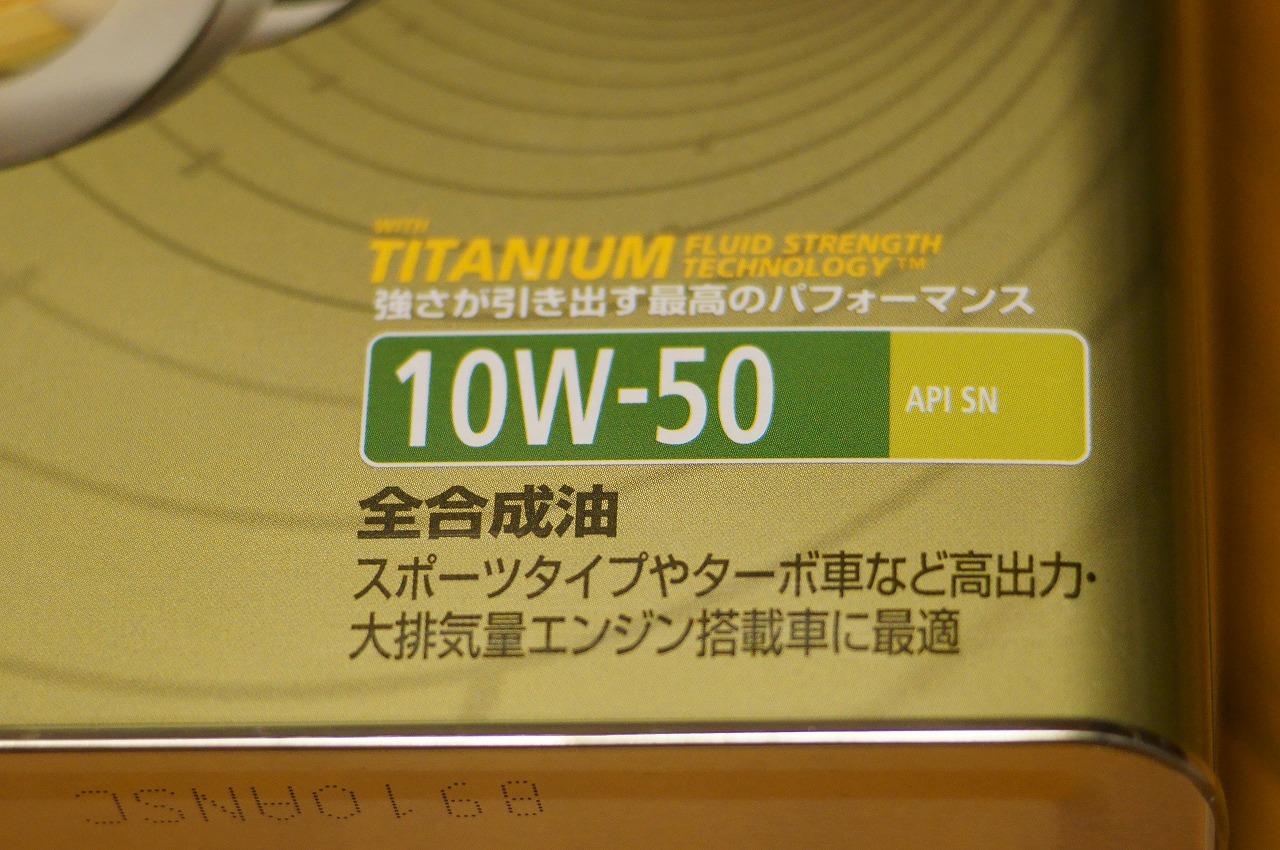 WITH
TITANIUM FLUID STRENGTH
TECHNOLOGY™
強さが引き出す最高のパフォーマンス
10W-50 API SN
全合成油
スポーツタイプやターボ車など高出力・
大排気量エンジン搭載車に最適